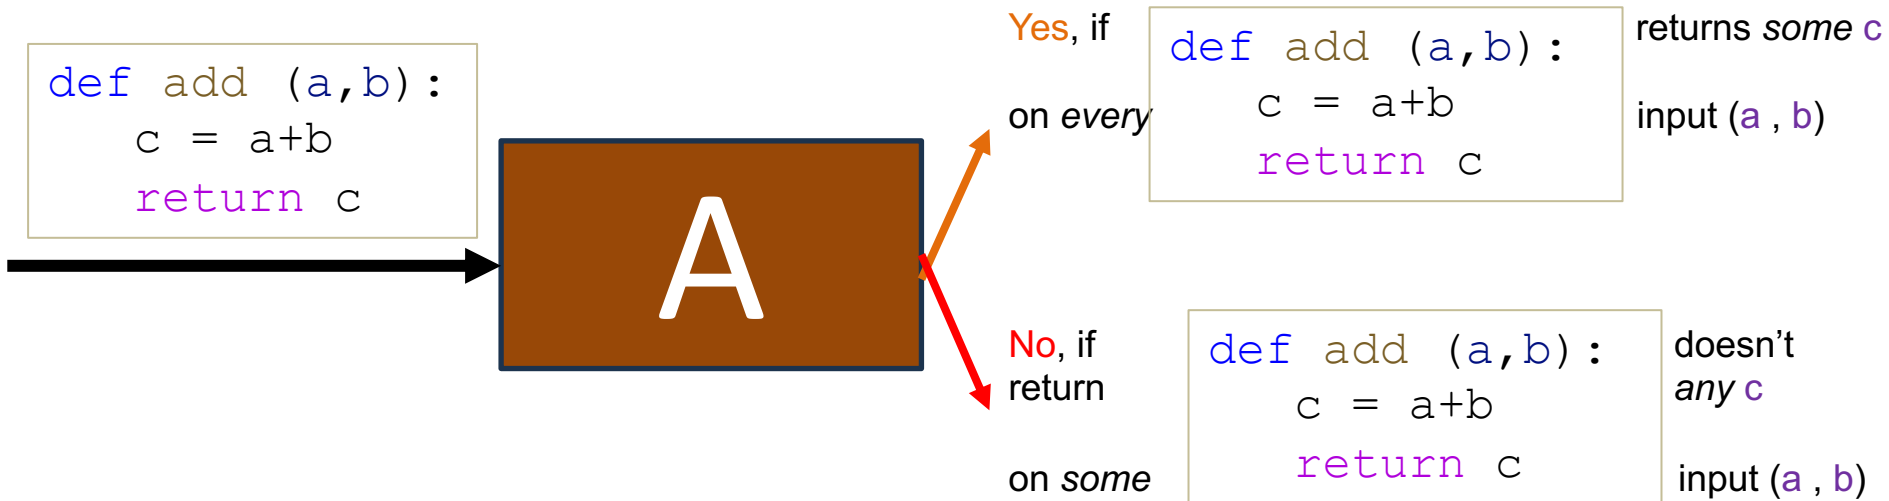 def add (a,b):
c = a+b
return c
A
Yes, if
on every
def add (a,b):
c = a+b
return c
returns some c
input (a , b)
No, if
return
on some
def add (a,b):
c = a+b
return c
doesn’t
any c
input (a , b)